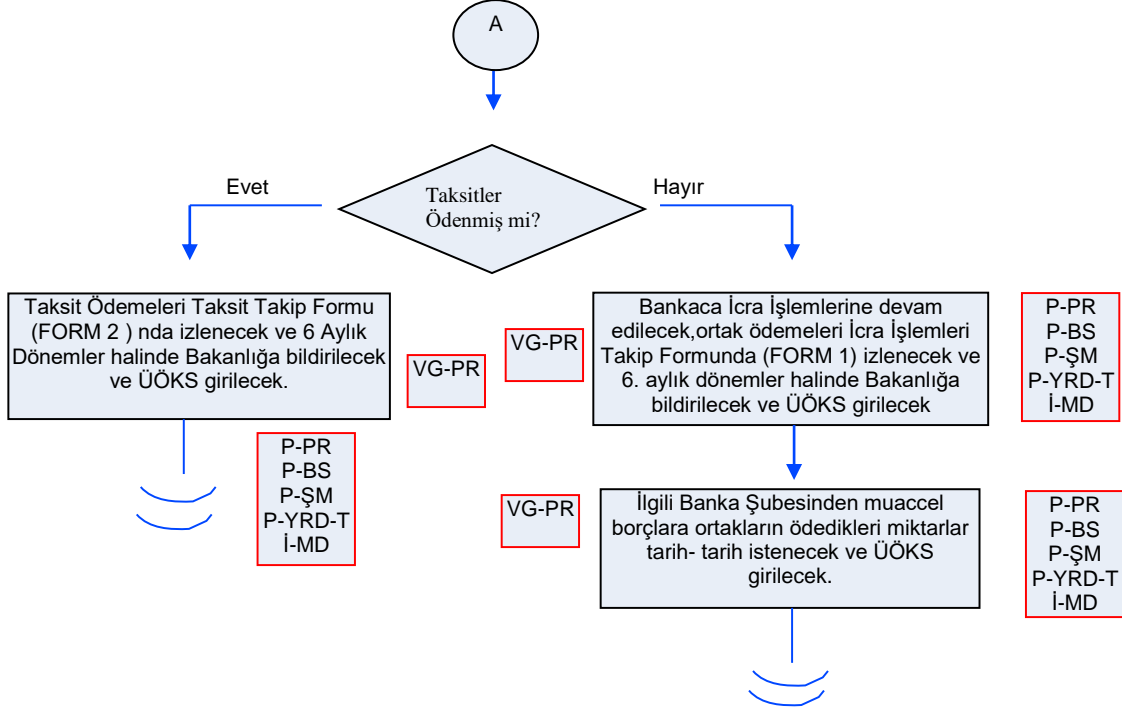 A
Taksitler
Ödenmiş mi?
Evet
Hayır
Taksit Ödemeleri Taksit Takip Formu
(FORM 2 ) nda izlenecek ve 6 Aylık
Dönemler halinde Bakanlığa bildirilecek
ve ÜÖKS girilecek.
VG-PR
P-PR
P-BS
P-ŞM
P-YRD-T
İ-MD
VG-PR
Bankaca İcra İşlemlerine devam
edilecek,ortak ödemeleri İcra İşlemleri
Takip Formunda (FORM 1) izlenecek ve
6. aylık dönemler halinde Bakanlığa
bildirilecek ve ÜÖKS girilecek
P-PR
P-BS
P-ŞM
P-YRD-T
İ-MD
VG-PR
İlgili Banka Şubesinden muaccel
borçlara ortakların ödedikleri miktarlar
tarih- tarih istenecek ve ÜÖKS
girilecek.
P-PR
P-BS
P-ŞM
P-YRD-T
İ-MD